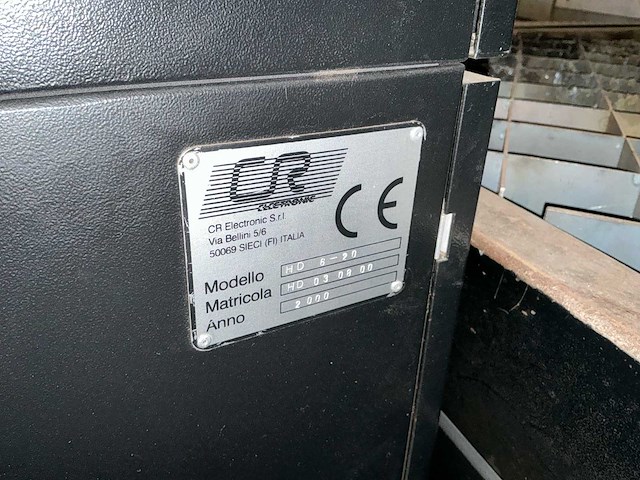 CR
ELECTRONIC
CR Electronic S.r.l.
Via Bellini 5/6
50069 SIECI (FI) ITALIA
CE
Modello HD 6-20
Matricola HD 03 08 00
Anno 2000